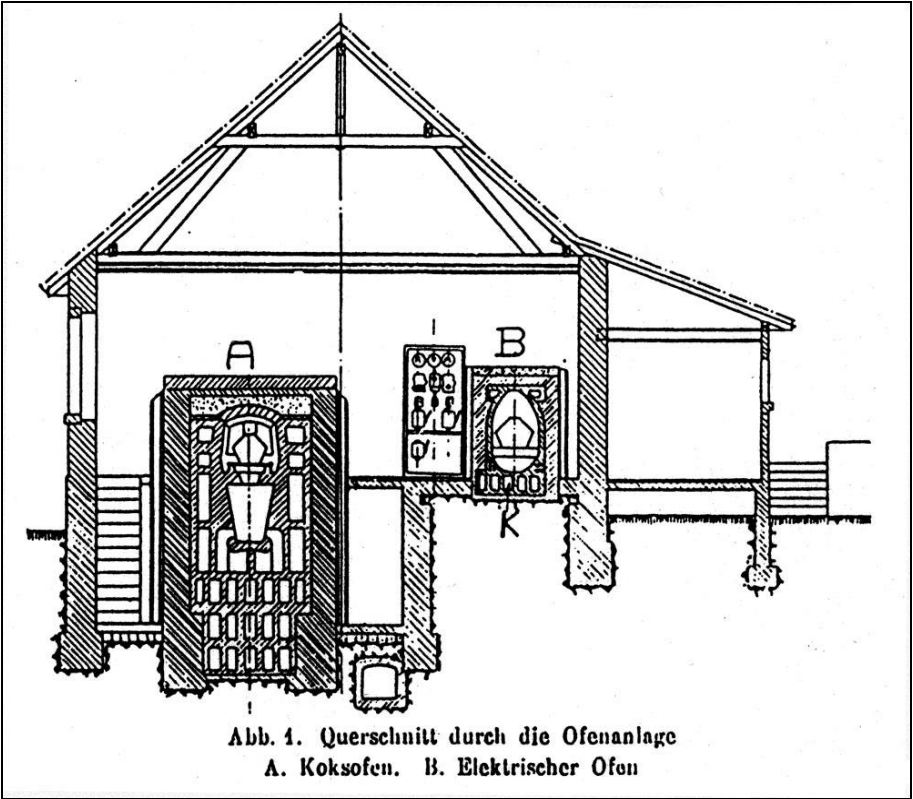 A
B
K
Abb. 1. Querschnitt durch die Ofenanlage
A. Koksofen. B. Elektrischer Ofen